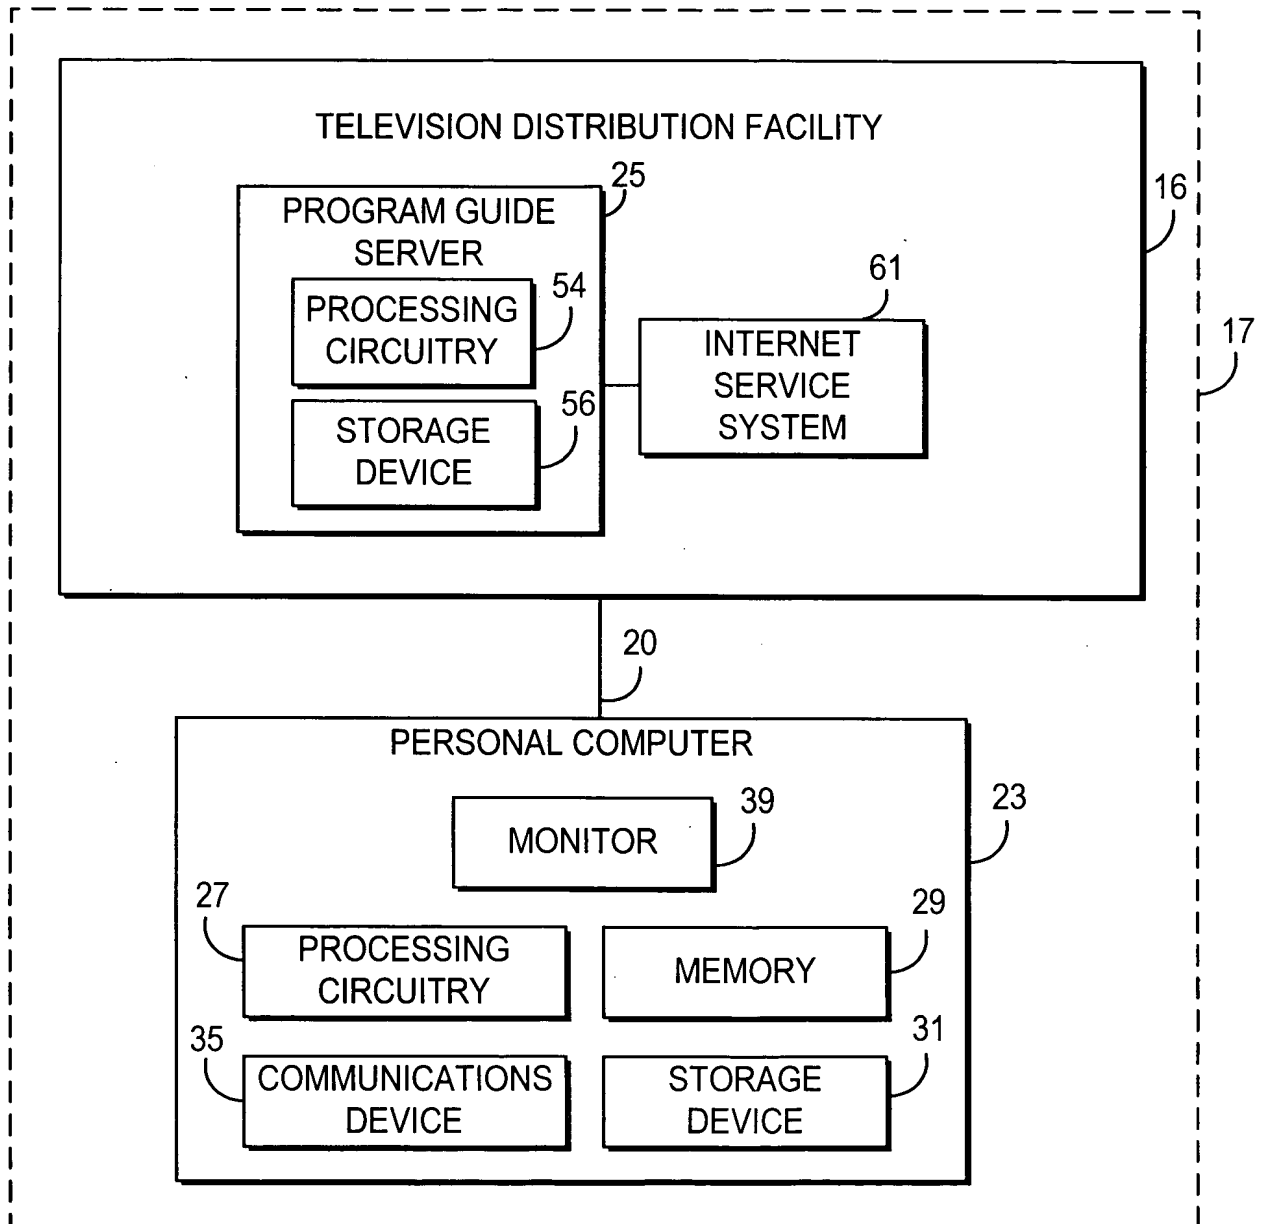 TELEVISION DISTRIBUTION FACILITY
25
16
PROGRAM GUIDE
SERVER
54
PROCESSING
CIRCUITRY
61
INTERNET
SERVICE
SYSTEM
17
56
STORAGE
DEVICE
20
PERSONAL COMPUTER
39
23
MONITOR
27
PROCESSING
CIRCUITRY
29
MEMORY
35
COMMUNICATIONS
DEVICE
31
STORAGE
DEVICE